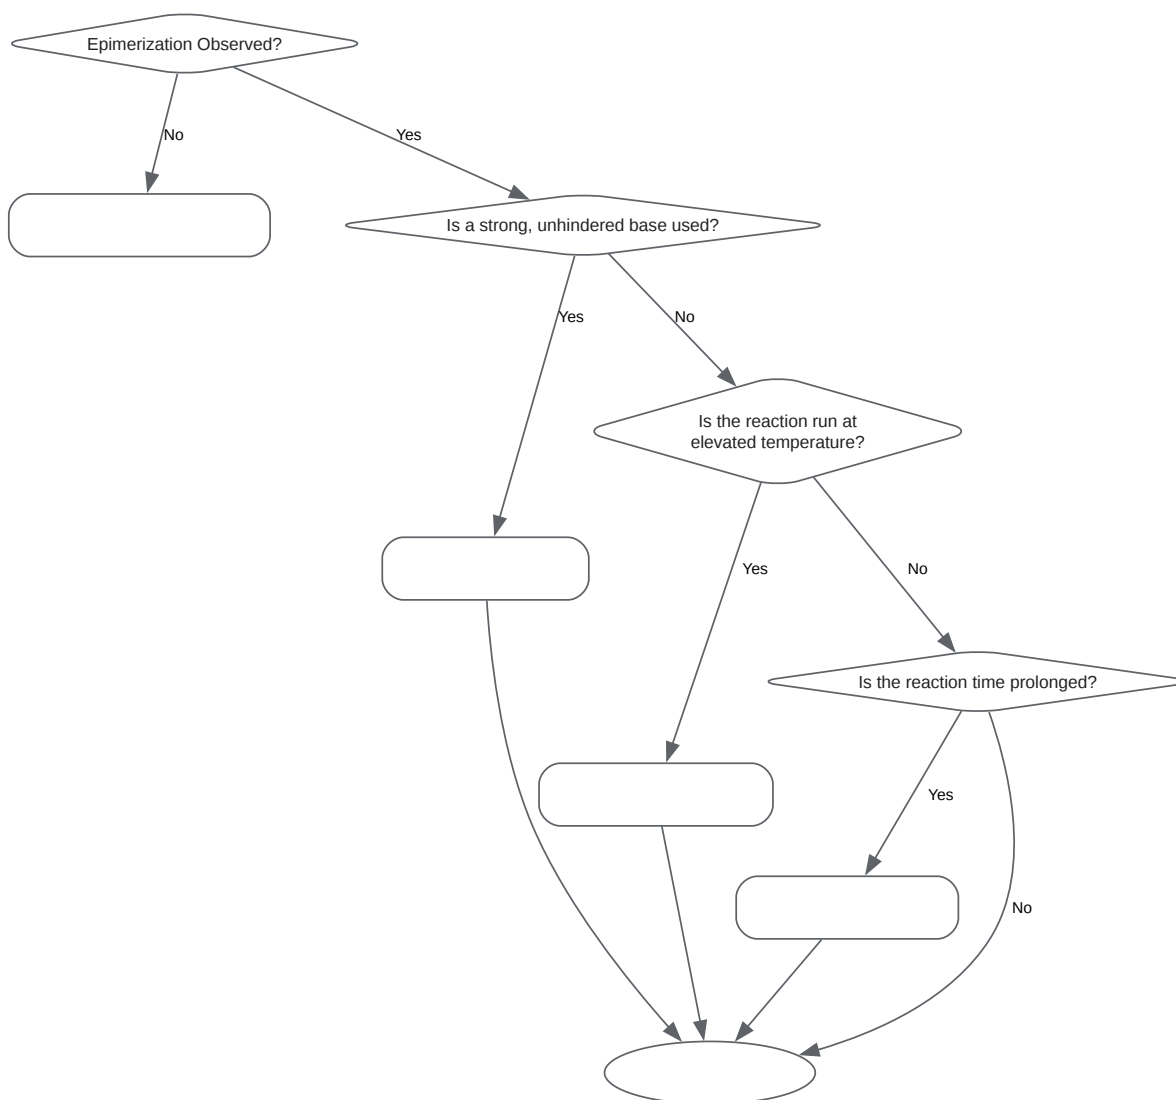 Epimerization Observed?
No
Yes
Is a strong, unhindered base used?
Yes
No
Is the reaction run at
elevated temperature?
Yes
No
Is the reaction time prolonged?
Yes
No